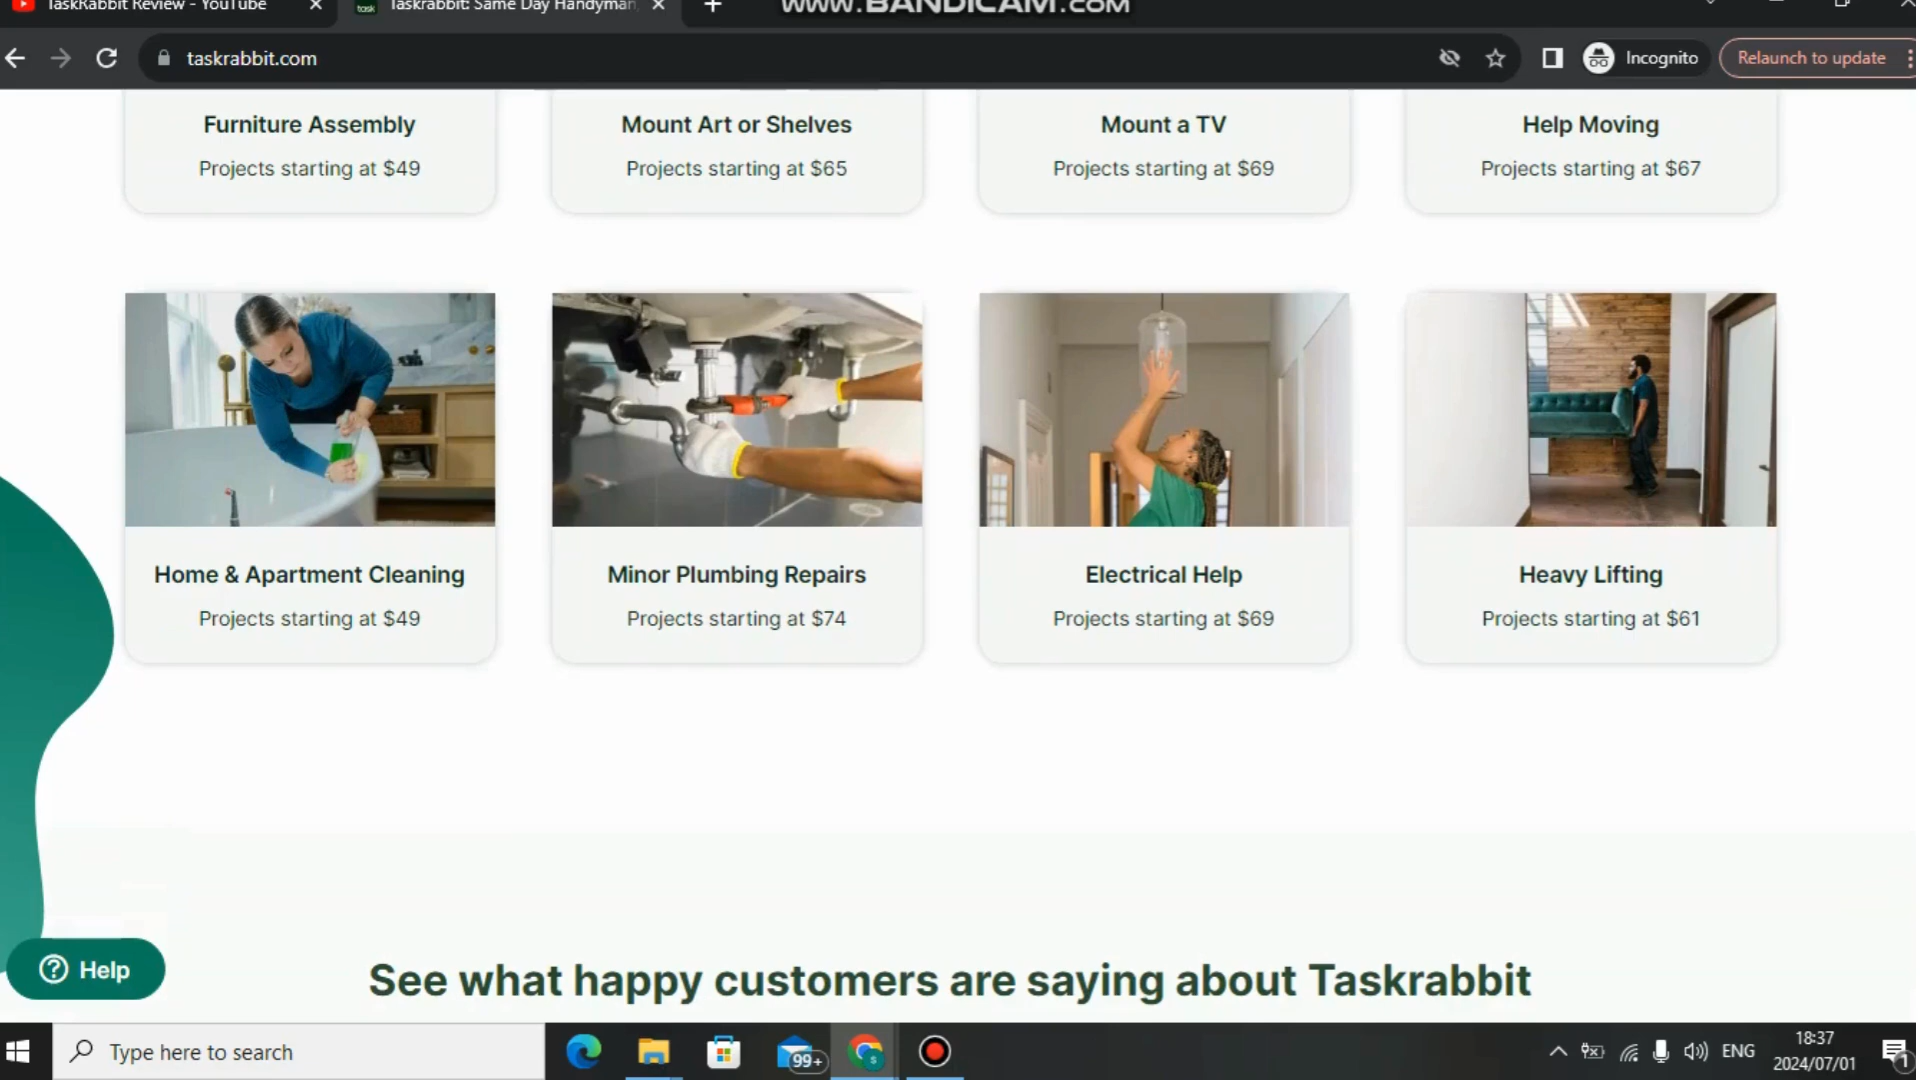 TaskRabbit Review - YouTube
Taskrabbit: Same Day Handyman,
WWW.BANDICAM.COM
taskrabbit.com
Incognito
Relaunch to update
Furniture Assembly
Projects starting at $49
Mount Art or Shelves
Projects starting at $65
Mount a TV
Projects starting at $69
Help Moving
Projects starting at $67
Home & Apartment Cleaning
Projects starting at $49
Minor Plumbing Repairs
Projects starting at $74
Electrical Help
Projects starting at $69
Heavy Lifting
Projects starting at $61
Help
See what happy customers are saying about Taskrabbit
Type here to search
99+
ENG
18:37
2024/07/01
1